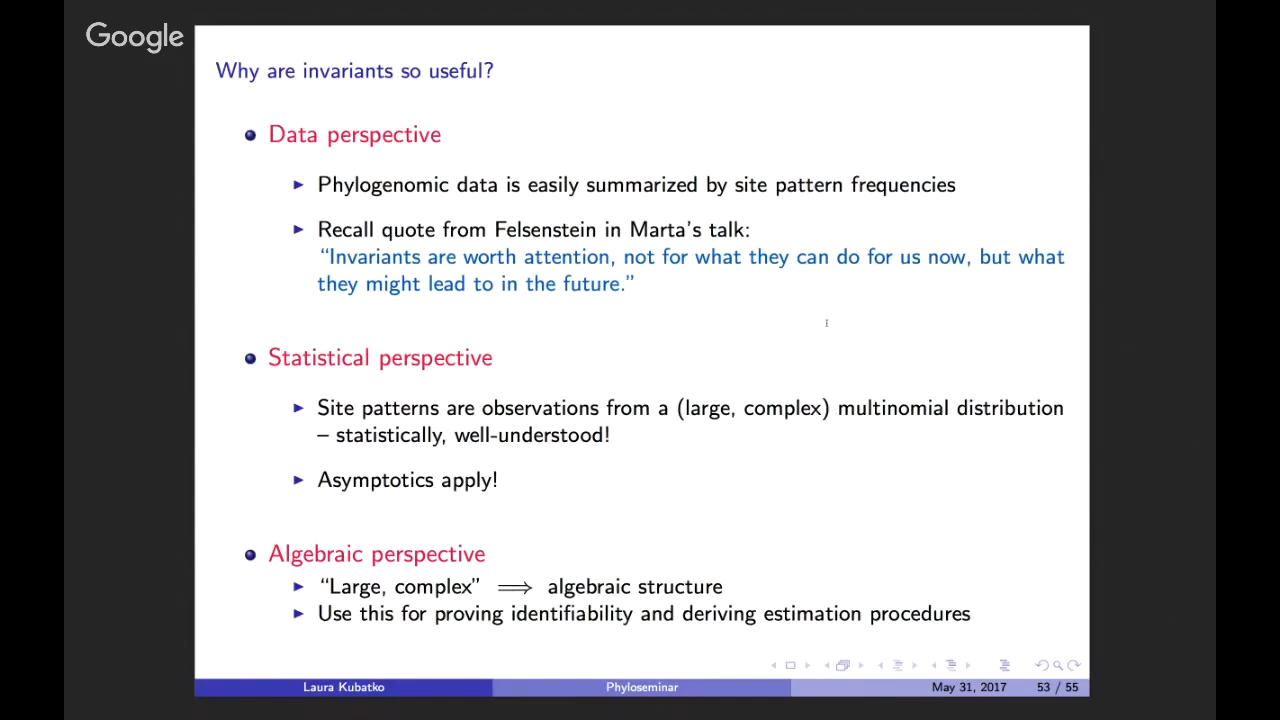 Google
Why are invariants so useful?
Data perspective
Phylogenomic data is easily summarized by site pattern frequencies
Recall quote from Felsenstein in Marta's talk:
“Invariants are worth attention, not for what they can do for us now, but what
they might lead to in the future.”
Statistical perspective
Site patterns are observations from a (large, complex) multinomial distribution
– statistically, well-understood!
Asymptotics apply!
Algebraic perspective
“Large, complex” ⟹ algebraic structure
Use this for proving identifiability and deriving estimation procedures
Laura Kubatko Phyloseminar May 31, 2017 53 / 55